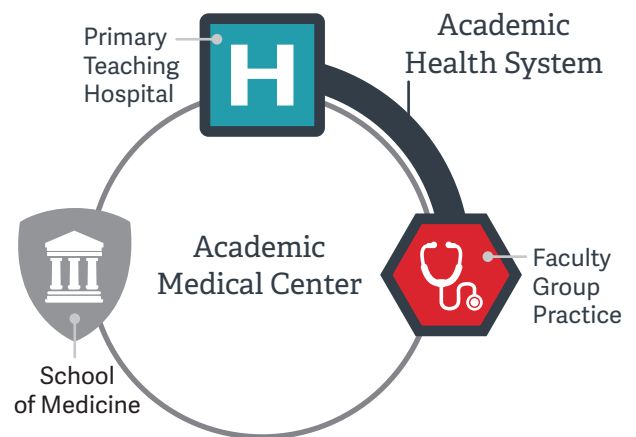 Primary
Teaching
Hospital
H
Academic
Health System
Academic
Medical Center
Faculty
Group
Practice
School
of Medicine